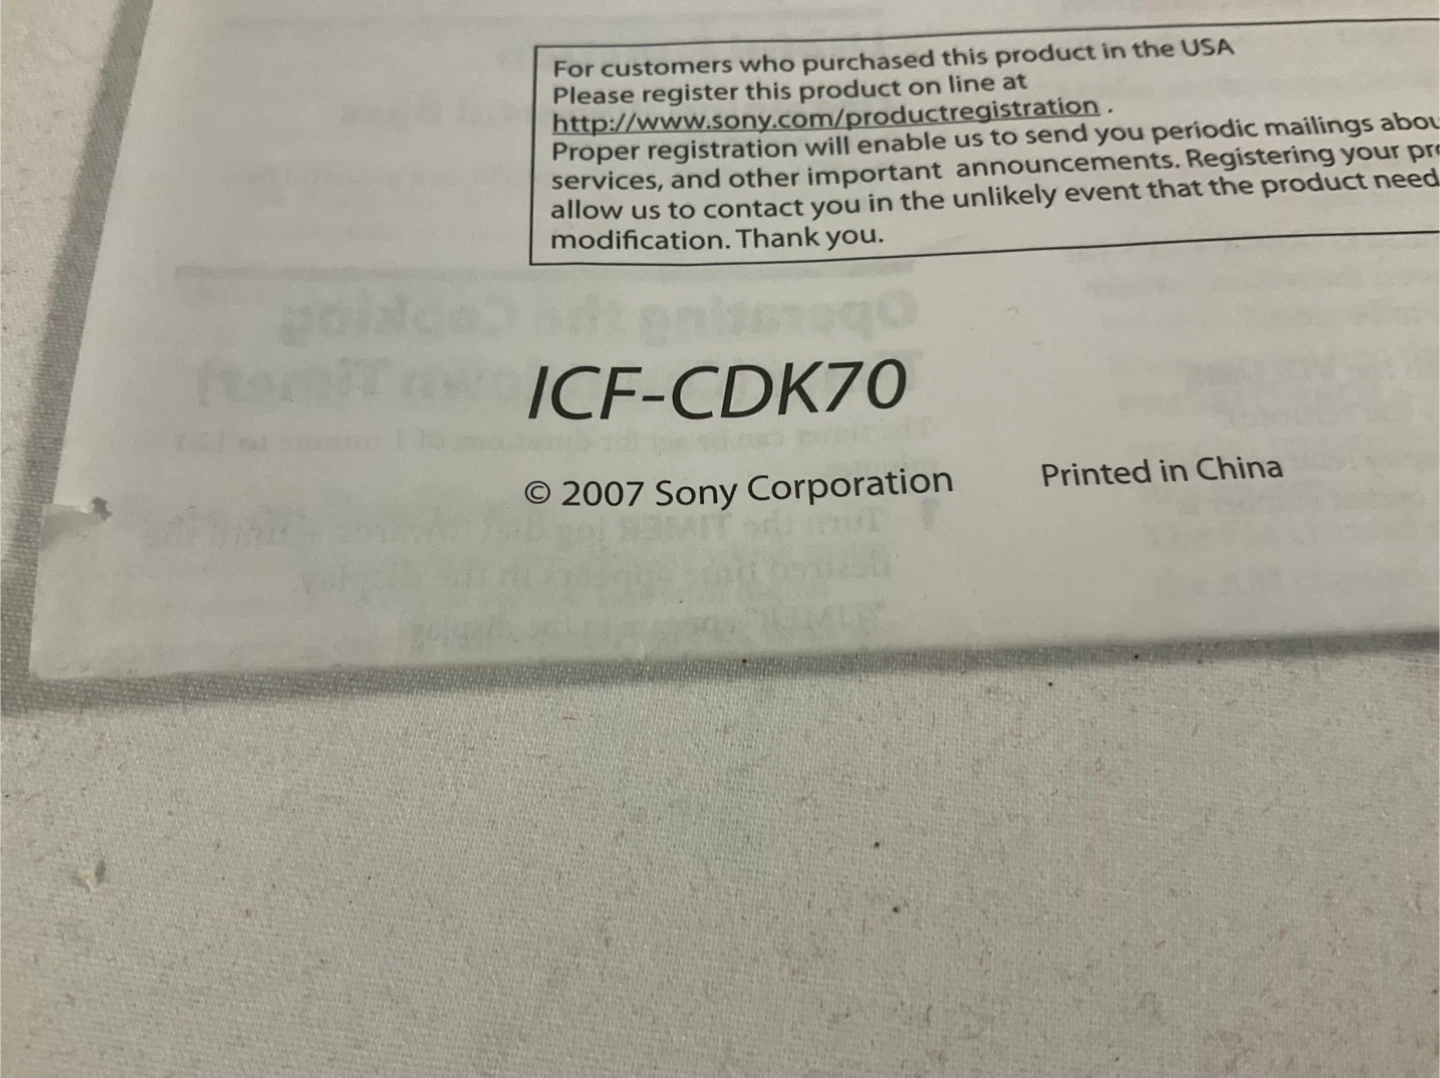 For customers who purchased this product in the USA
Please register this product on line at
http://www.sony.com/productregistration .
Proper registration will enable us to send you periodic mailings abou
services, and other important announcements. Registering your pr
allow us to contact you in the unlikely event that the product need
modification. Thank you.
ICF-CDK70
© 2007 Sony Corporation Printed in China